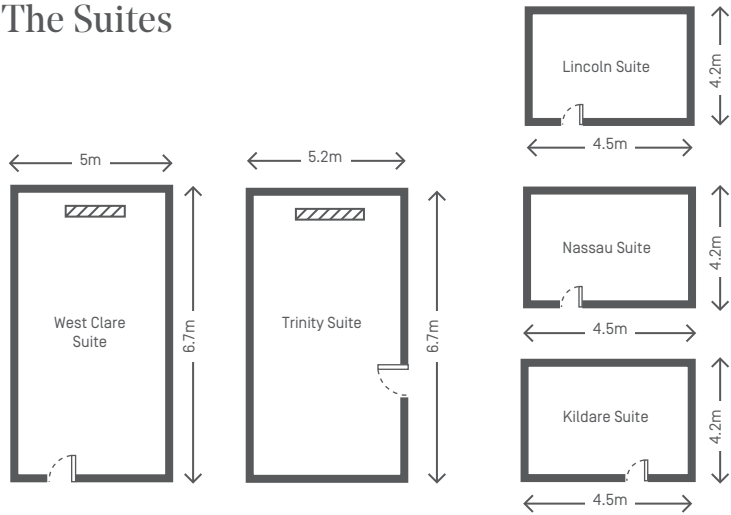 The Suites
5m
West Clare
Suite
6.7m
5.2m
Trinity Suite
6.7m
Lincoln Suite
4.2m
4.5m
Nassau Suite
4.2m
4.5m
Kildare Suite
4.2m
4.5m